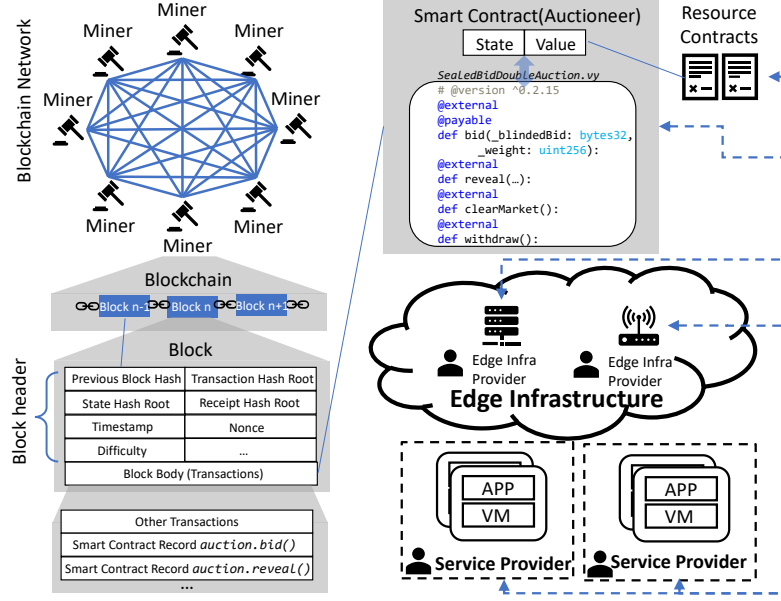 Blockchain Network
Miner
Miner
Miner
Miner
Miner
Miner
Miner
Miner
Blockchain
Block n-1
Block n
Block n+1
Block
Block header
Previous Block Hash
Transaction Hash Root
State Hash Root
Receipt Hash Root
Timestamp
Nonce
Difficulty
…
Block Body (Transactions)
Other Transactions
Smart Contract Record auction.bid()
Smart Contract Record auction.reveal()
...
Smart Contract(Auctioneer)
State
Value
SeaLedBidDoubleAuction.vy
# @version ^0.2.15
@external
@payable
def bid(_blindedBid: bytes32,
_weight: uint256):
@external
def reveal(…):
@external
def clearMarket():
@external
def withdraw():
Resource
Contracts
Edge Infra
Provider
Edge Infra
Provider
Edge Infrastructure
APP
VM
Service Provider
APP
VM
Service Provider